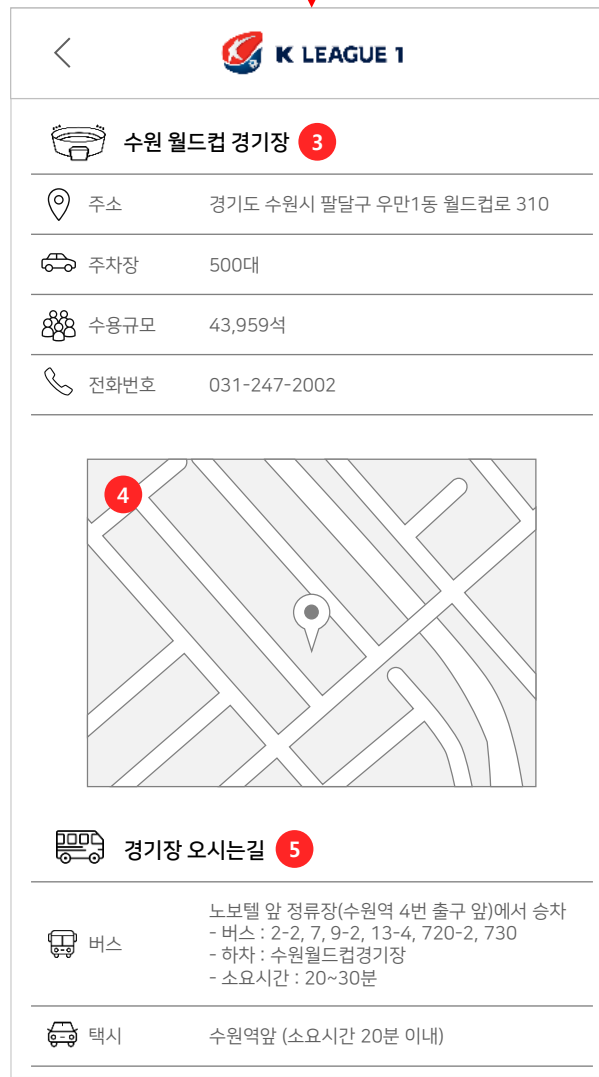 K LEAGUE 1
수원 월드컵 경기장 3
주소 경기도 수원시 팔달구 우만1동 월드컵로 310
주차장 500대
수용규모 43,959석
전화번호 031-247-2002
4
경기장 오시는길 5
노보텔 앞 정류장(수원역 4번 출구 앞)에서 승차
- 버스 : 2-2, 7, 9-2, 13-4, 720-2, 730
버스
- 하차 : 수원월드컵경기장
- 소요시간 : 20~30분
택시 수원역앞 (소요시간 20분 이내)